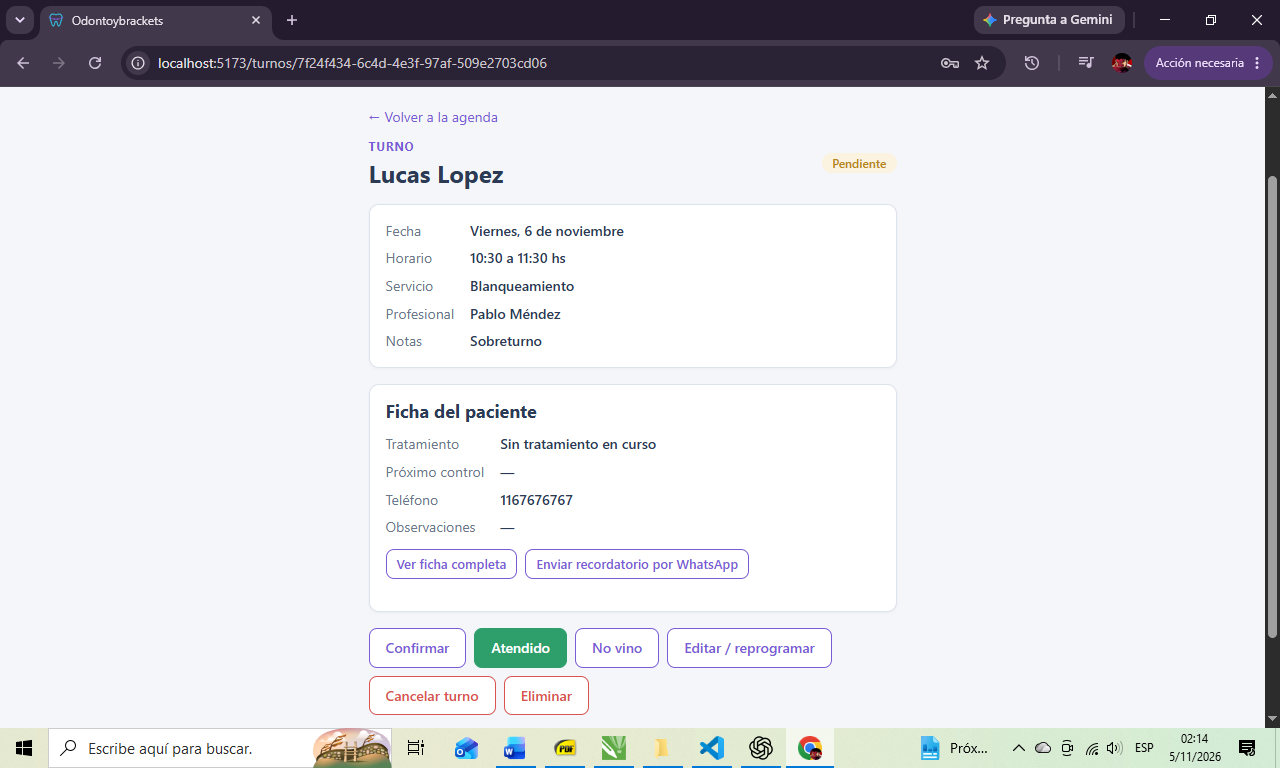 Odontoybrackets
Pregunta a Gemini
localhost:5173/turnos/7f24f434-6c4d-4e3f-97af-509e2703cd06
Acción necesaria
← Volver a la agenda
TURNO
Lucas Lopez
Pendiente
Fecha Viernes, 6 de noviembre
Horario 10:30 a 11:30 hs
Servicio Blanqueamiento
Profesional Pablo Méndez
Notas Sobreturno
Ficha del paciente
Tratamiento Sin tratamiento en curso
Próximo control —
Teléfono 1167676767
Observaciones —
Ver ficha completa Enviar recordatorio por WhatsApp
Confirmar Atendido No vino Editar / reprogramar
Cancelar turno Eliminar
Escribe aquí para buscar.
PDF
Próx...
ESP
02:14
5/11/2026